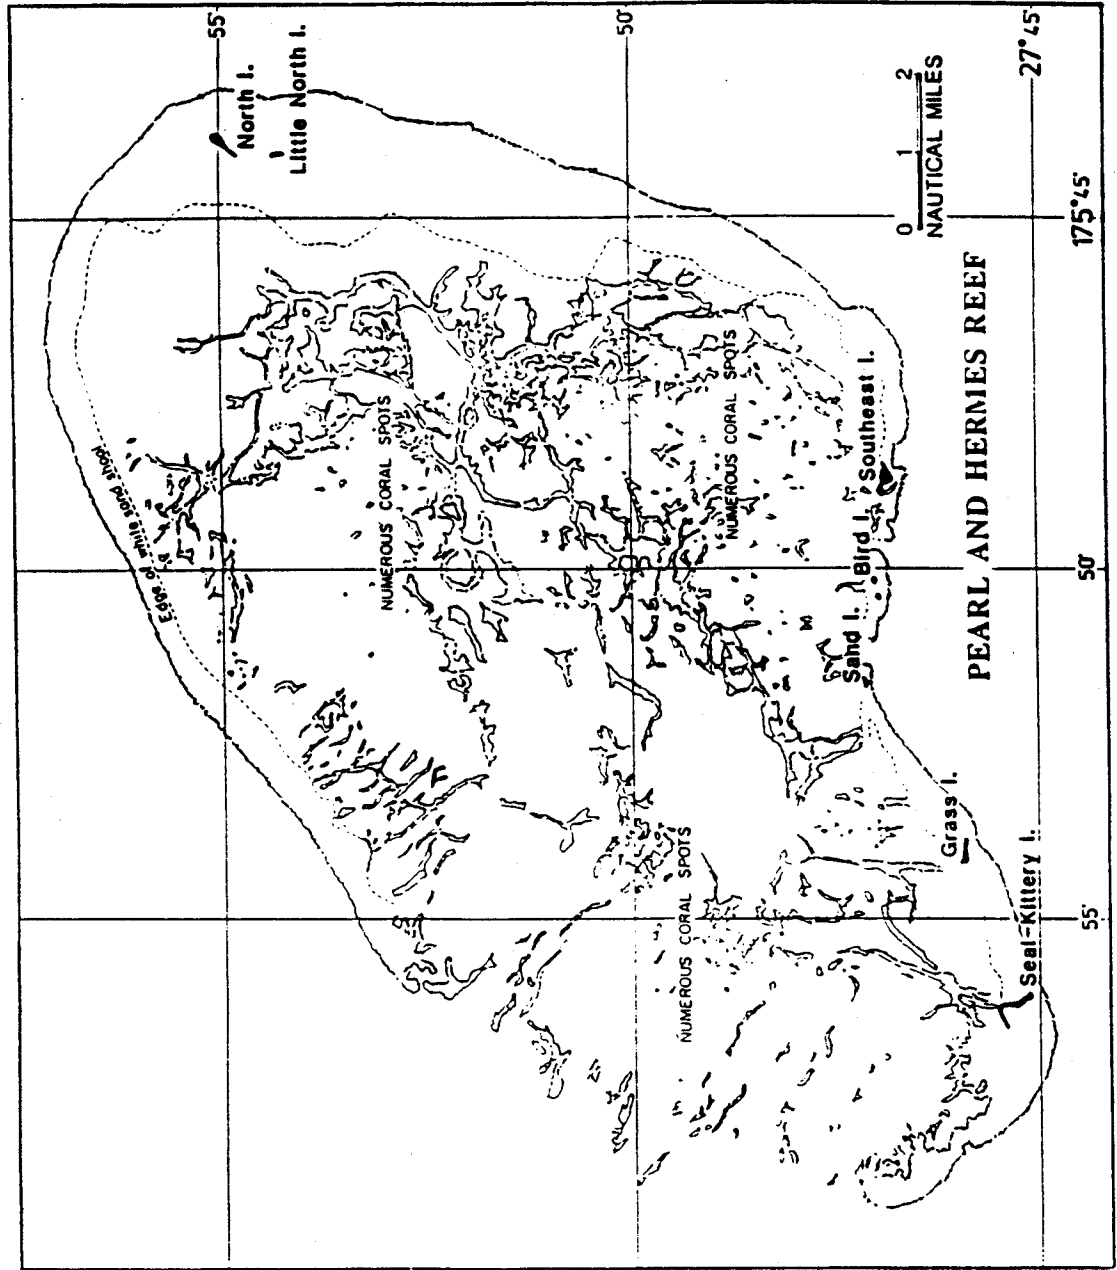 55'
50'
27°45'
North I.
Little North I.
0 1 2
NAUTICAL MILES
175°45'
Edge of white sand shoal
NUMEROUS CORAL SPOTS
NUMEROUS CORAL SPOTS
Southeast I.
Bird I.
Sand I.
50'
PEARL AND HERMES REEF
Grass I.
NUMEROUS CORAL SPOTS
Seal-Kittery I.
55'